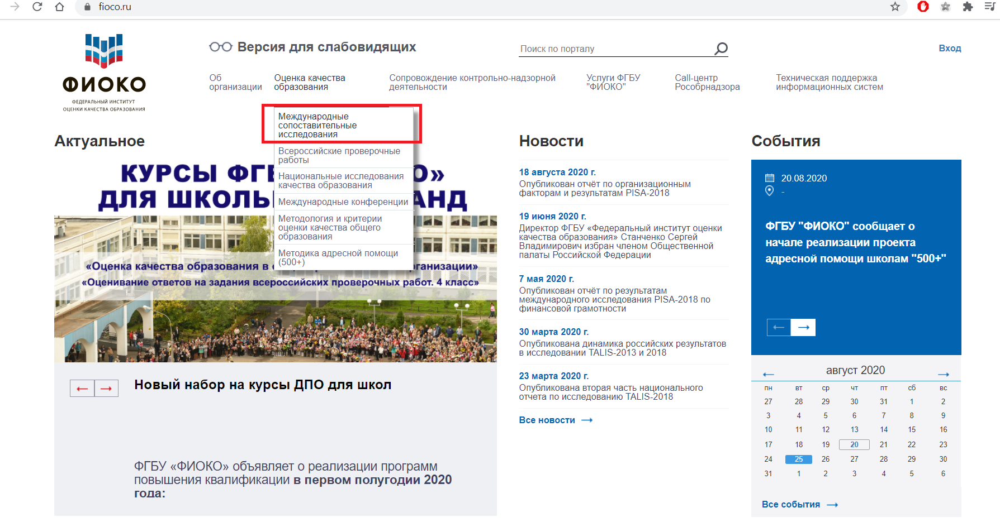 fioco.ru
Версия для слабовидящих
Поиск по порталу
Вход
ФИОКО
ФЕДЕРАЛЬНЫЙ ИНСТИТУТ
ОЦЕНКИ КАЧЕСТВА ОБРАЗОВАНИЯ
Об
организации
Оценка качества
образования
Сопровождение контрольно-надзорной
деятельности
Услуги ФГБУ
"ФИОКО"
Call-центр
Рособрнадзора
Техническая поддержка
информационных систем
Международные
сопоставительные
исследования
Всероссийские проверочные
работы
Национальные исследования
качества образования
Международные конференции
Методология и критерии
оценки качества общего
образования
Методика адресной помощи
(500+)
Актуальное
КУРСЫ ФГ О»
ДЛЯ ШКОЛЬ АНД
«Оценка качества образования в рганизации»
«Оценивание ответов на задания всероссийских проверочных работ. 4 класс»
Новый набор на курсы ДПО для школ
ФГБУ «ФИОКО» объявляет о реализации программ
повышения квалификации в первом полугодии 2020
года:
Новости
18 августа 2020 г.
Опубликован отчёт по организационным
факторам и результатам PISA-2018
19 июня 2020 г.
Директор ФГБУ «Федеральный институт оценки
качества образования» Станченко Сергей
Владимирович избран членом Общественной
палаты Российской Федерации
7 мая 2020 г.
Опубликован отчёт по результатам
международного исследования PISA-2018 по
финансовой грамотности
30 марта 2020 г.
Опубликована динамика российских результатов
в исследовании TALIS-2013 и 2018
23 марта 2020 г.
Опубликована вторая часть национального
отчета по исследованию TALIS-2018
Все новости
События
20.08.2020
-
ФГБУ "ФИОКО" сообщает о
начале реализации проекта
адресной помощи школам "500+"
август 2020
пн вт ср чт пт сб вс
27 28 29 30 31 1 2
3 4 5 6 7 8 9
10 11 12 13 14 15 16
17 18 19 20 21 22 23
24 25 26 27 28 29 30
31 1 2 3 4 5 6
Все события